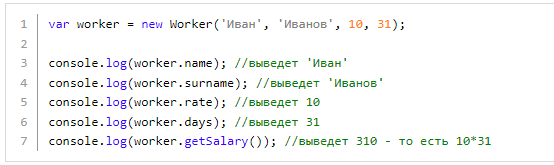 1 var worker = new Worker('Иван', 'Иванов', 10, 31);
2
3 console.log(worker.name); //выведет 'Иван'
4 console.log(worker.surname); //выведет 'Иванов'
5 console.log(worker.rate); //выведет 10
6 console.log(worker.days); //выведет 31
7 console.log(worker.getSalary()); //выведет 310 - то есть 10*31